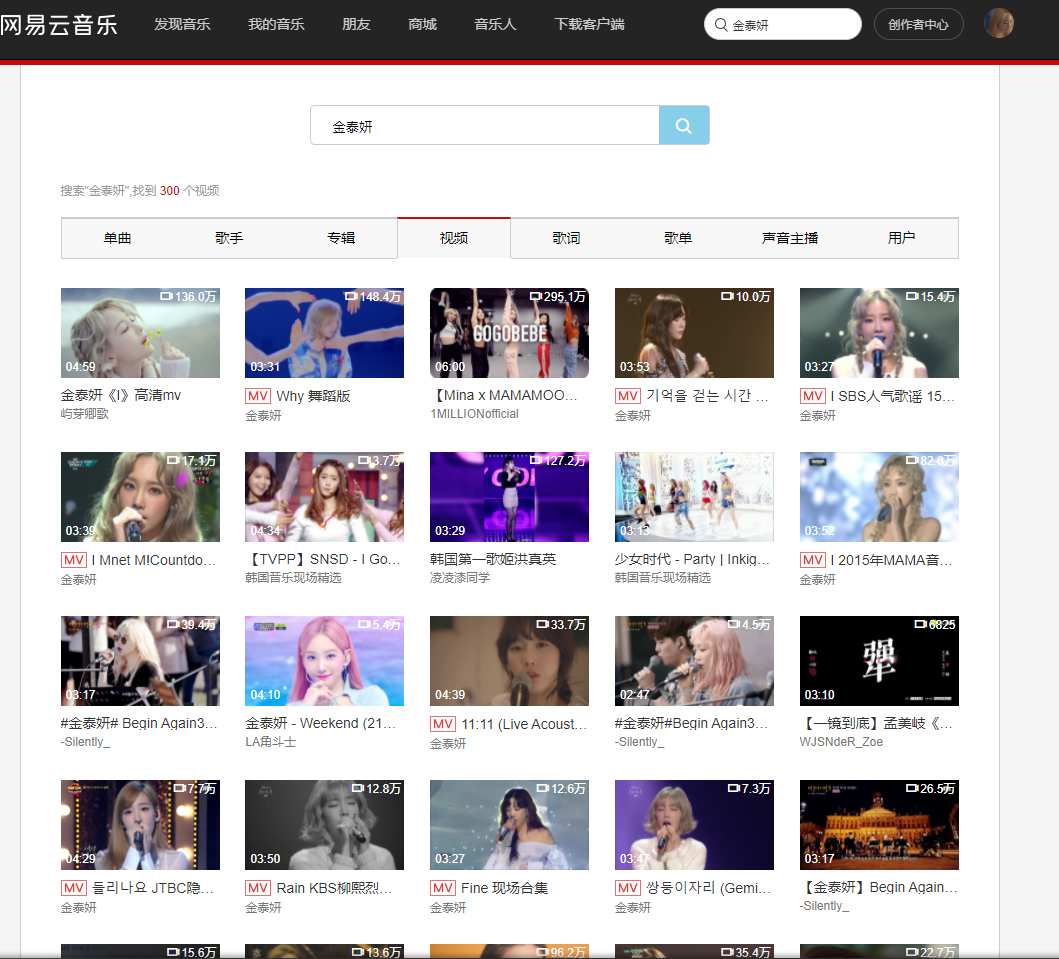 网易云音乐
发现音乐
我的音乐
朋友
商城
音乐人
下载客户端
金泰妍
创作者中心
金泰妍
搜索"金泰妍",找到 300 个视频
单曲
歌手
专辑
视频
歌词
歌单
声音主播
用户
136.0万
04:59
金泰妍《I》高清mv
屿芽卿歌
148.4万
03:31
MV Why 舞蹈版
金泰妍
295.1万
GOGOBEBE
06:00
【Mina x MAMAMOO…
1MILLIONofficial
10.0万
03:53
MV 기억을 걷는 시간 …
金泰妍
15.4万
03:27
MV I SBS人气歌谣 15…
金泰妍
17.1万
03:39
MV I Mnet M!Countdo…
金泰妍
3.7万
04:34
【TVPP】SNSD - I Go…
韩国音乐现场精选
127.2万
03:29
韩国第一歌姬洪真英
凌凌漆同学
03:13
少女时代 - Party | Inkig…
韩国音乐现场精选
82.0万
03:52
MV I 2015年MAMA音…
金泰妍
39.4万
03:17
#金泰妍# Begin Again3…
-Silently_
5.4万
04:10
金泰妍 - Weekend (21…
LA角斗士
33.7万
04:39
MV 11:11 (Live Acoust…
金泰妍
4.5万
02:47
#金泰妍#Begin Again3…
-Silently_
6825
03:10
【一镜到底】孟美岐《…
WJSNdeR_Zoe
7.7万
04:29
MV 들리나요 JTBC隐…
金泰妍
12.8万
03:50
MV Rain KBS柳熙烈…
金泰妍
12.6万
03:27
MV Fine 现场合集
金泰妍
7.3万
03:47
MV 쌍둥이자리 (Gemi…
金泰妍
26.5万
03:17
【金泰妍】Begin Again…
-Silently_
15.6万
13.6万
96.2万
35.4万
22.7万